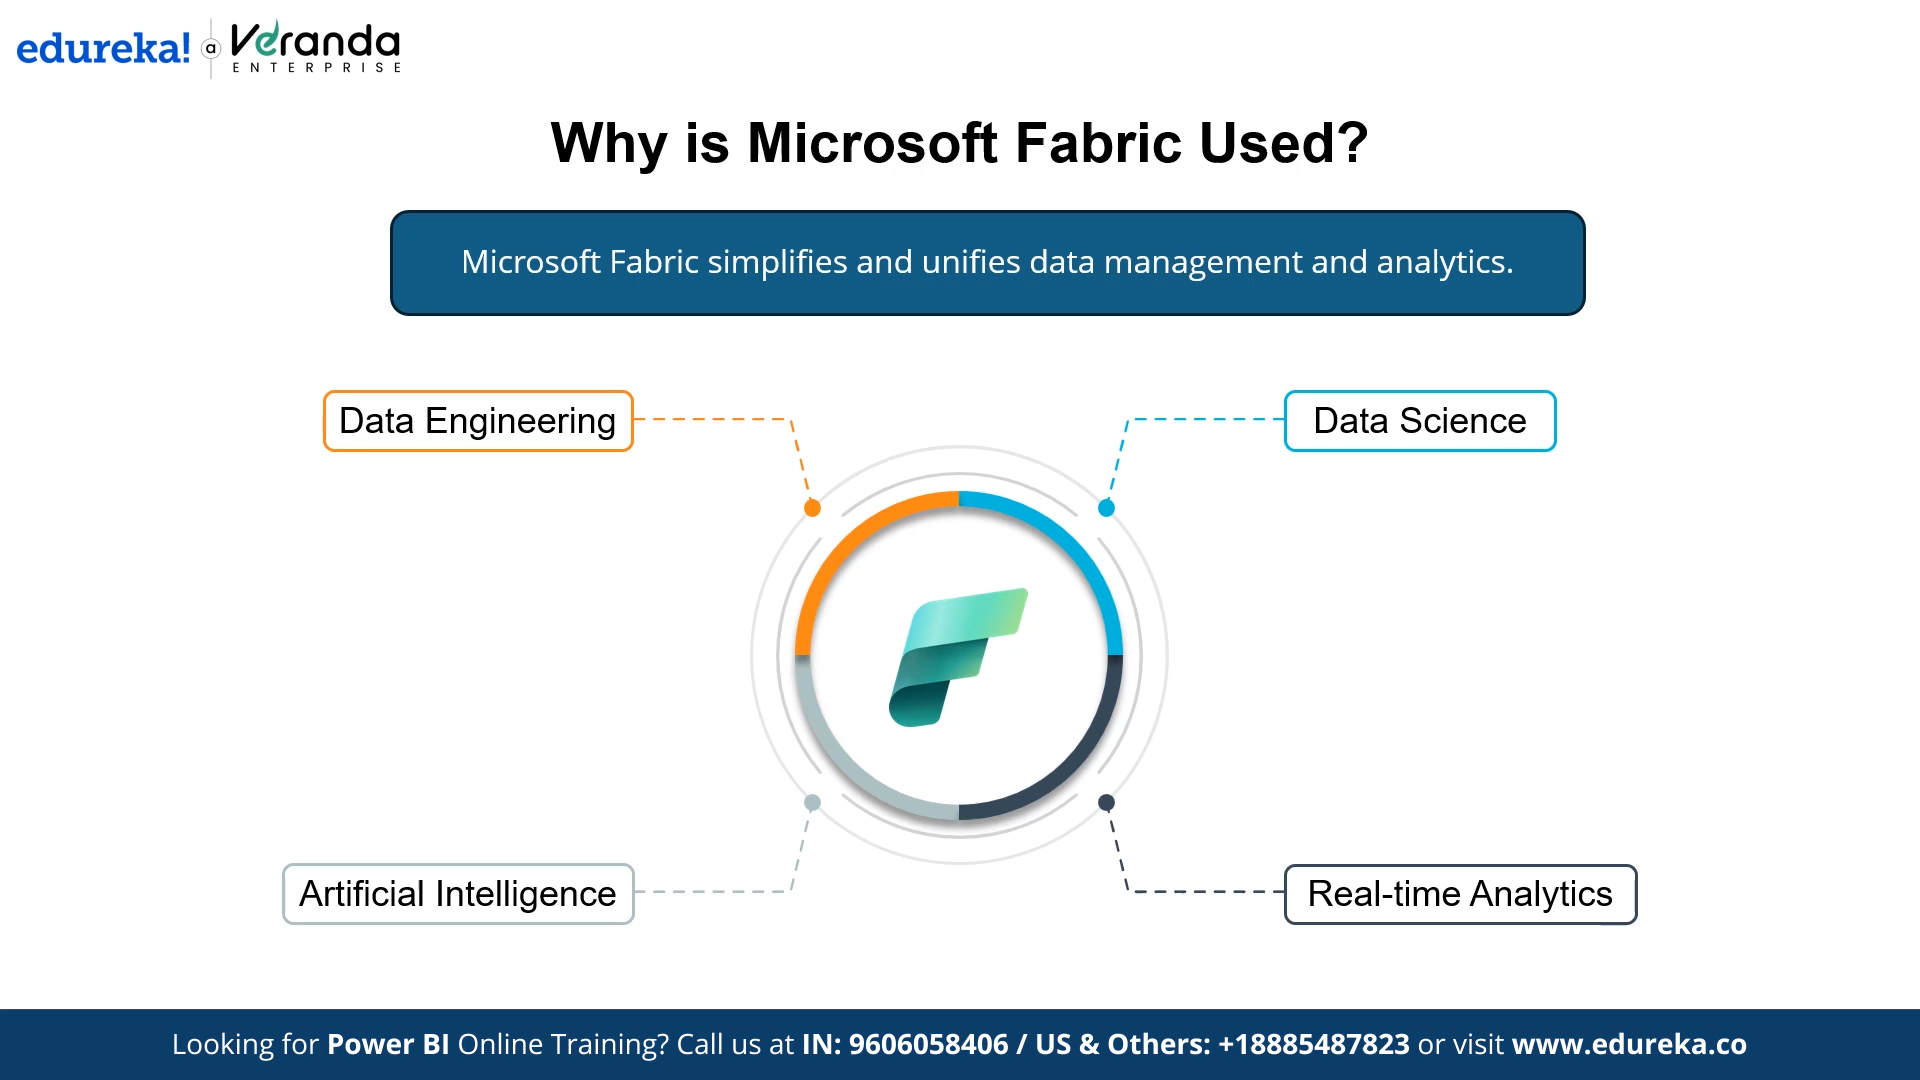 edureka! a Veranda
ENTERPRISE
Why is Microsoft Fabric Used?
Microsoft Fabric simplifies and unifies data management and analytics.
Data Engineering
Data Science
Artificial Intelligence
Real-time Analytics
Looking for Power BI Online Training? Call us at IN: 9606058406 / US & Others: +18885487823 or visit www.edureka.co